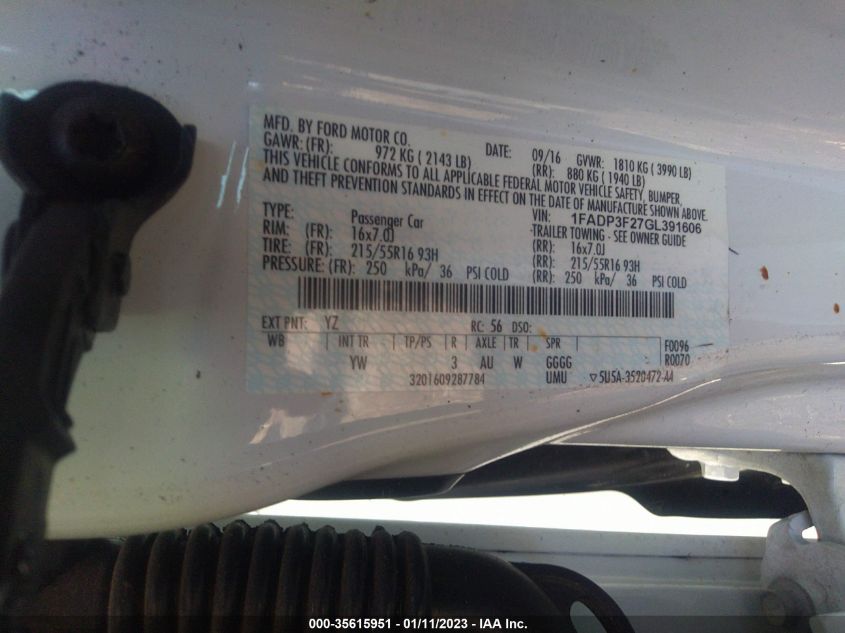 MFD. BY FORD MOTOR CO. DATE: 09/16 GVWR: 1810 KG ( 3990 LB)
GAWR: (FR): 972 KG ( 2143 LB) (RR): 880 KG ( 1940 LB)
THIS VEHICLE CONFORMS TO ALL APPLICABLE FEDERAL MOTOR VEHICLE SAFETY, BUMPER,
AND THEFT PREVENTION STANDARDS IN EFFECT ON THE DATE OF MANUFACTURE SHOWN ABOVE.
VIN: 1FADP3F27GL391606
TYPE: Passenger Car TRAILER TOWING - SEE OWNER GUIDE
RIM: (FR): 16x7.0J (RR): 16x7.0J
TIRE: (FR): 215/55R16 93H (RR): 215/55R16 93H
PRESSURE: (FR): 250 kPa/ 36 PSI COLD (RR): 250 kPa/ 36 PSI COLD
EXT PNT: YZ RC: 56 DSO:
WB INT TR TP/PS R AXLE TR SPR F0096
YW 3 AU W GGGG R0070
3201609287784 UMU ▽5U5A-3520472-AA
000-35615951 - 01/11/2023 - IAA Inc.